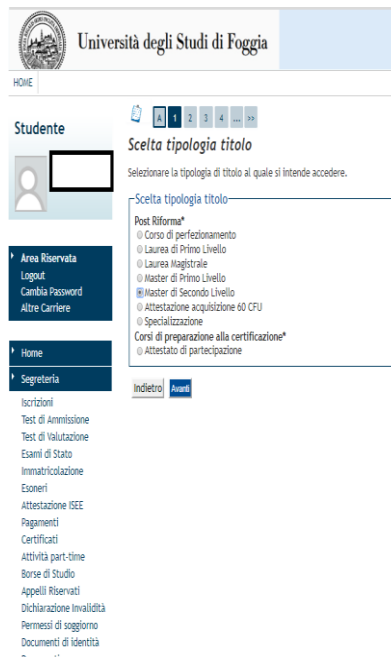 Università degli Studi di Foggia
HOME
Studente
A 1 2 3 4 ... >>
Scelta tipologia titolo
Selezionare la tipologia di titolo al quale si intende accedere.
Scelta tipologia titolo
Post Riforma*
Corso di perfezionamento
Laurea di Primo Livello
Laurea Magistrale
Master di Primo Livello
Master di Secondo Livello
Attestazione acquisizione 60 CFU
Specializzazione
Corsi di preparazione alla certificazione*
Attestato di partecipazione
Indietro Avanti
Area Riservata
Logout
Cambia Password
Altre Carriere
Home
Segreteria
Iscrizioni
Test di Ammissione
Test di Valutazione
Esami di Stato
Immatricolazione
Esoneri
Attestazione ISEE
Pagamenti
Certificati
Attività part-time
Borse di Studio
Appelli Riservati
Dichiarazione Invalidità
Permessi di soggiorno
Documenti di identità